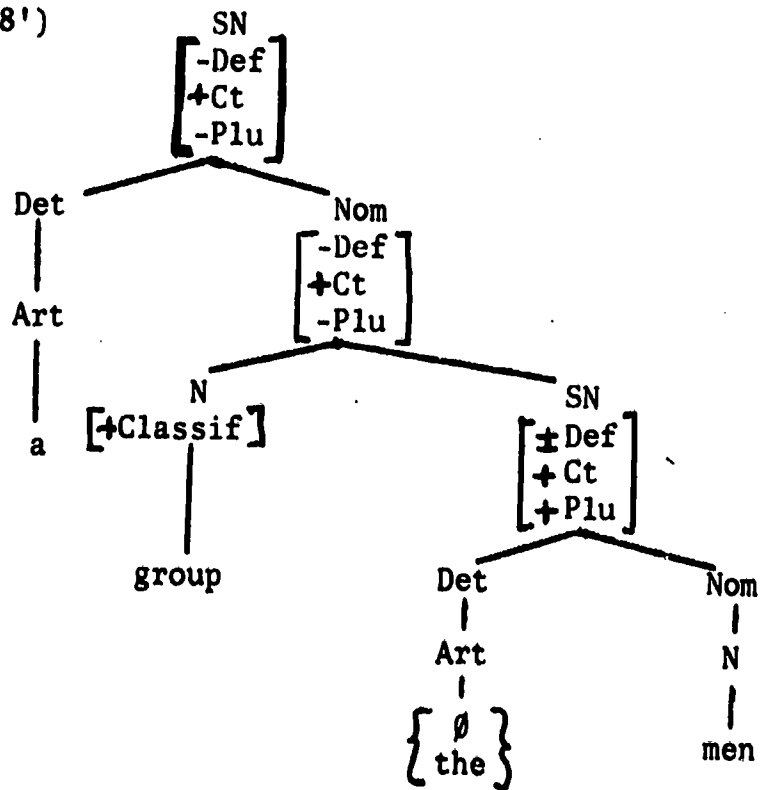 8')
SN
-Def
+Ct
-Plu
Det Nom
-Def
+Ct
-Plu
Art
N SN
a [+Classif] ±Def
+Ct
+Plu
group Det Nom
Art N
Ø
the men